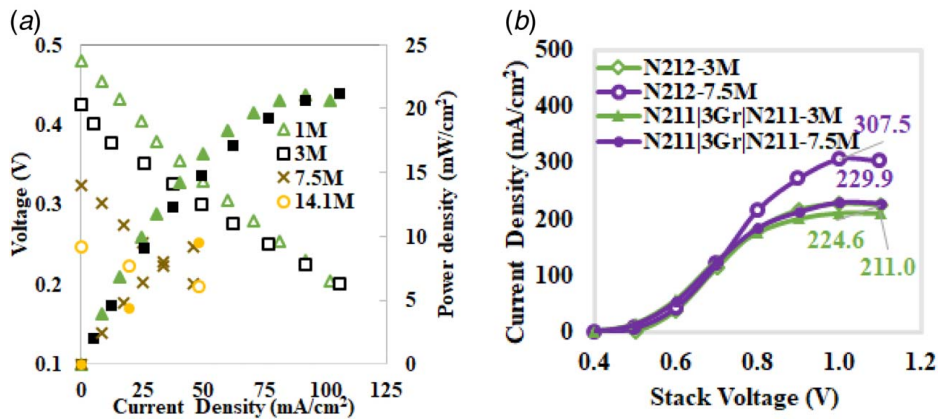 (a)
0.5
0.4
0.3
0.2
0.1
Voltage (V)
25
20
15
10
5
0
Power density (mW/cm²)
1M
3M
7.5M
14.1M
0
25
50
75
100
125
Current Density (mA/cm²)
(b)
500
400
300
200
100
0
Current Density (mA/cm²)
N212-3M
N212-7.5M
N211|3Gr|N211-3M
N211|3Gr|N211-7.5M
307.5
229.9
224.6
211.0
0.4
0.6
0.8
1.0
1.2
Stack Voltage (V)